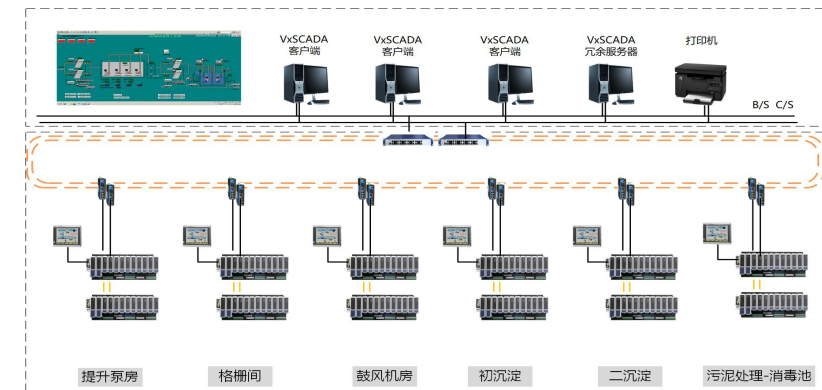 VxSCADA
客户端
VxSCADA
客户端
VxSCADA
客户端
VxSCADA
冗余服务器
打印机
B/S C/S
提升泵房
格栅间
鼓风机房
初沉淀
二沉淀
污泥处理-消毒池